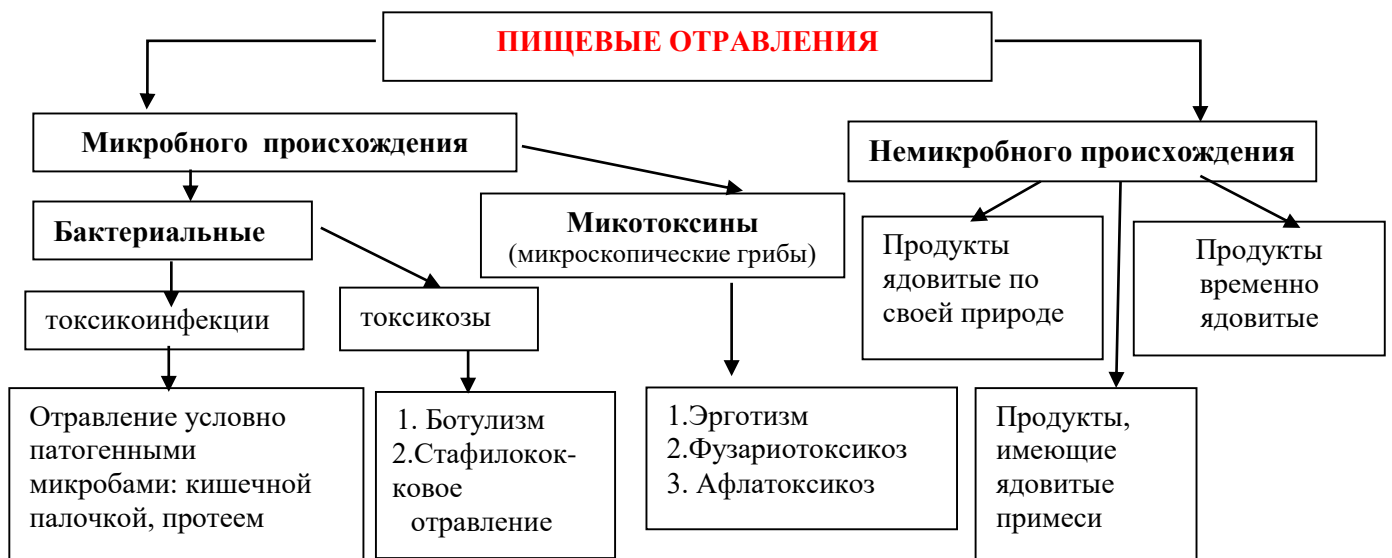 ПИЩЕВЫЕ ОТРАВЛЕНИЯ
Микробного происхождения
Немикробного происхождения
Бактериальные
Микотоксины
(микроскопические грибы)
Продукты
ядовитые по
своей природе
Продукты
временно
ядовитые
токсикоинфекции
токсикозы
Отравление условно
патогенными
микробами: кишечной
палочкой, протеем
1. Ботулизм
2.Стафилокок-
ковое
отравление
1.Эрготизм
2.Фузариотоксикоз
3. Афлатоксикоз
Продукты,
имеющие
ядовитые
примеси